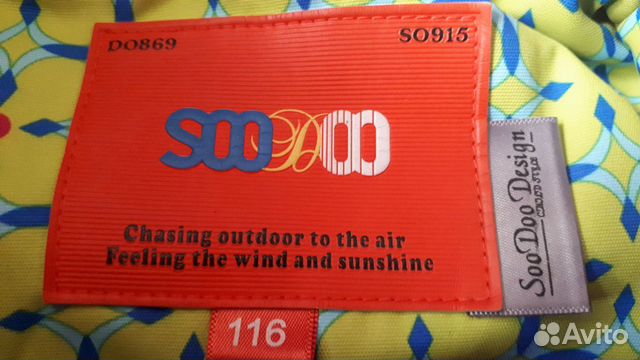 DO869
SO915
SOODOO
Chasing outdoor to the air
Feeling the wind and sunshine
116
SooDoo Design
Avito